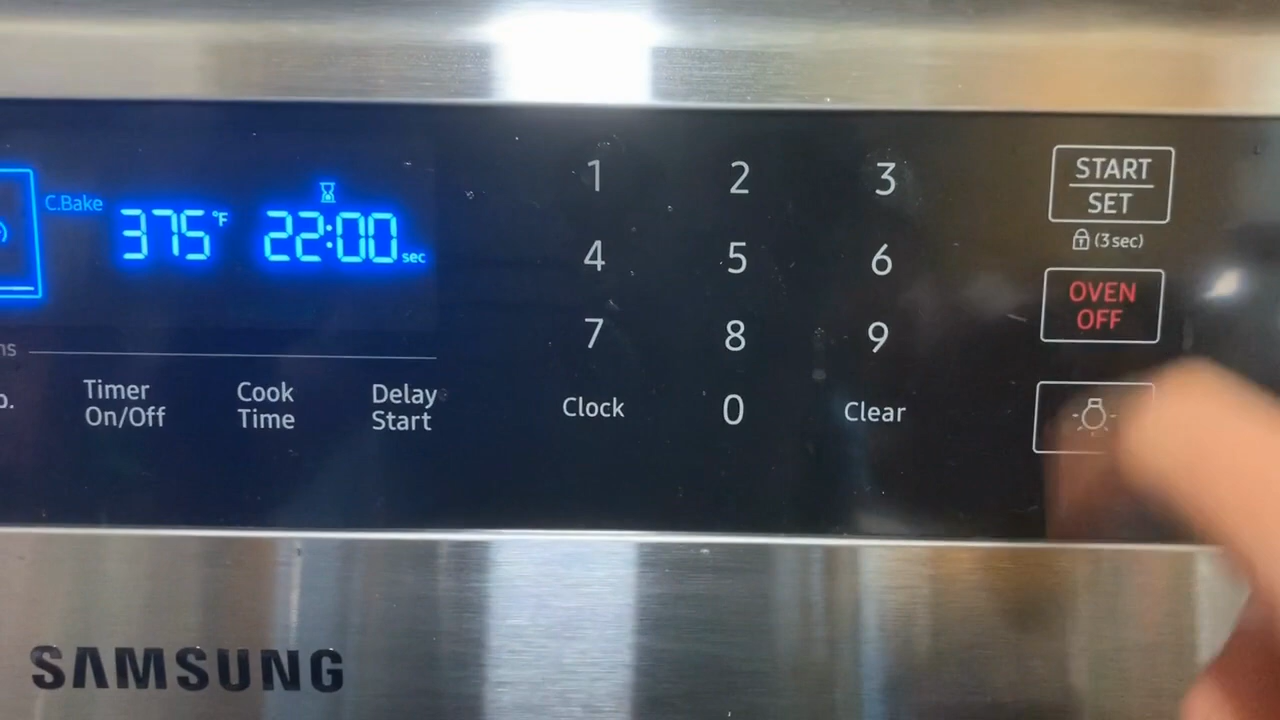 C.Bake
375°F 22:00 sec
1 2 3
START
SET
(3 sec)
4 5 6
OVEN
OFF
7 8 9
Timer
On/Off
Cook
Time
Delay
Start
Clock 0 Clear
SAMSUNG